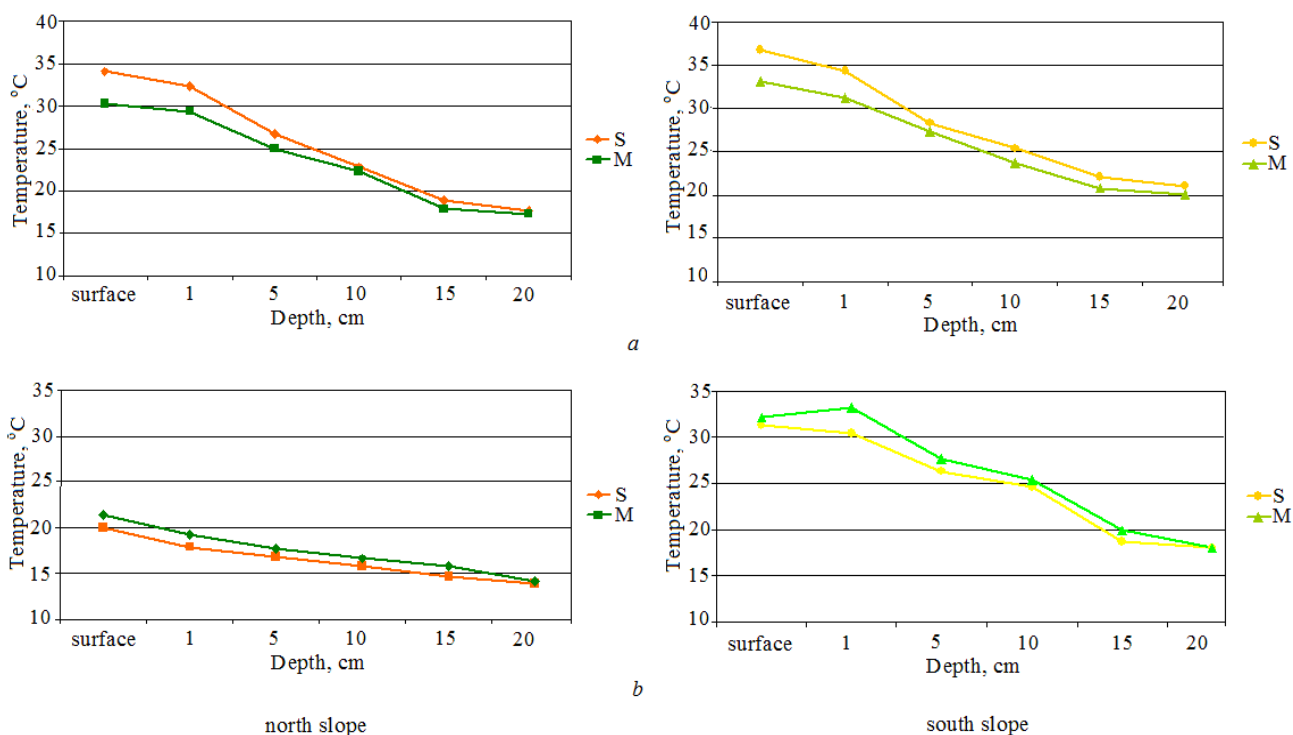 40
35
30
25
20
15
10
Temperature, °C
surface 1 5 10 15 20
Depth, cm
S
M
40
35
30
25
20
15
10
Temperature, °C
surface 1 5 10 15 20
Depth, cm
S
M
a
35
30
25
20
15
10
Temperature, °C
surface 1 5 10 15 20
Depth, cm
S
M
35
30
25
20
15
10
Temperature, °C
surface 1 5 10 15 20
Depth, cm
S
M
b
north slope
south slope